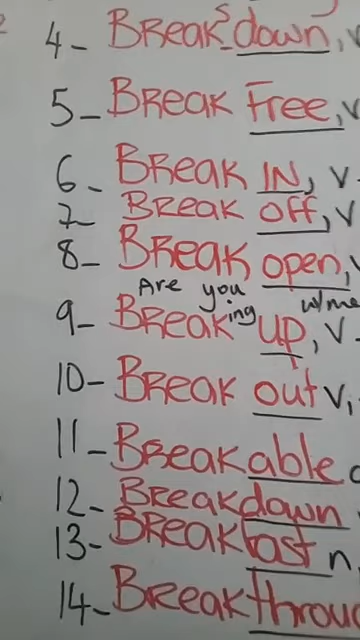 4- Breaks down, v
5- Break Free, v
6- Break IN, v.
7- Break off, v
8- Break open, v
Are you w/me
9- Breaking up, v.
10- Break out v,
11- Breakable
12- Breakdown
13- Breakfast n
14- Breakthrou